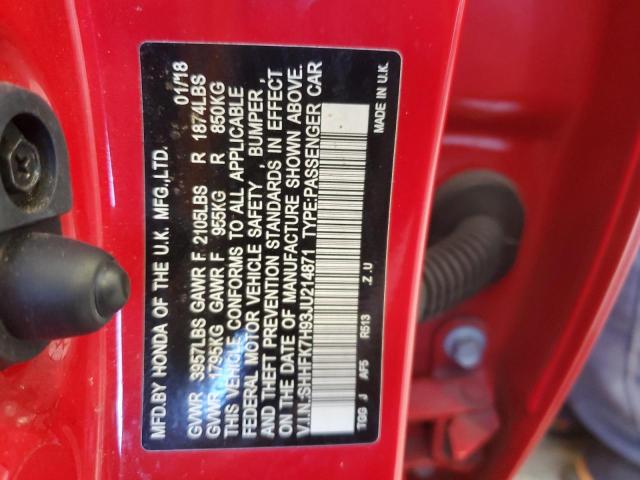 MFD.BY HONDA OF THE U.K. MFG.,LTD. 01/18
GVWR 3957LBS GAWR F 2105LBS R 1874LBS
GVWR 1795KG GAWR F 955KG R 850KG
THIS VEHICLE CONFORMS TO ALL APPLICABLE
FEDERAL MOTOR VEHICLE SAFETY , BUMPER ,
AND THEFT PREVENTION STANDARDS IN EFFECT
ON THE DATE OF MANUFACTURE SHOWN ABOVE.
V.I.N.:SHHFK7H93JU214871 TYPE:PASSENGER CAR
TGG J AF5 R513 .Z.U MADE IN U.K.